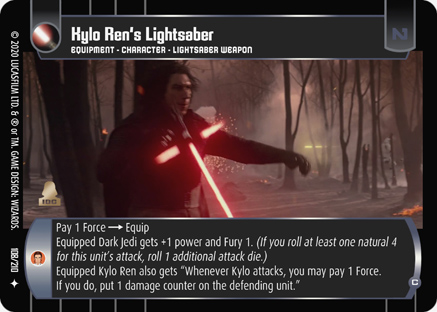 Kylo Ren's Lightsaber
N
EQUIPMENT - CHARACTER - LIGHTSABER WEAPON
© 2020 LUCASFILM LTD. & ® or TM. GAME DESIGN: WIZARDS.
108/210
IDC
Pay 1 Force → Equip
Equipped Dark Jedi gets +1 power and Fury 1. (If you roll at least one natural 4
for this unit's attack, roll 1 additional attack die.)
Equipped Kylo Ren also gets “Whenever Kylo attacks, you may pay 1 Force.
If you do, put 1 damage counter on the defending unit.”
C